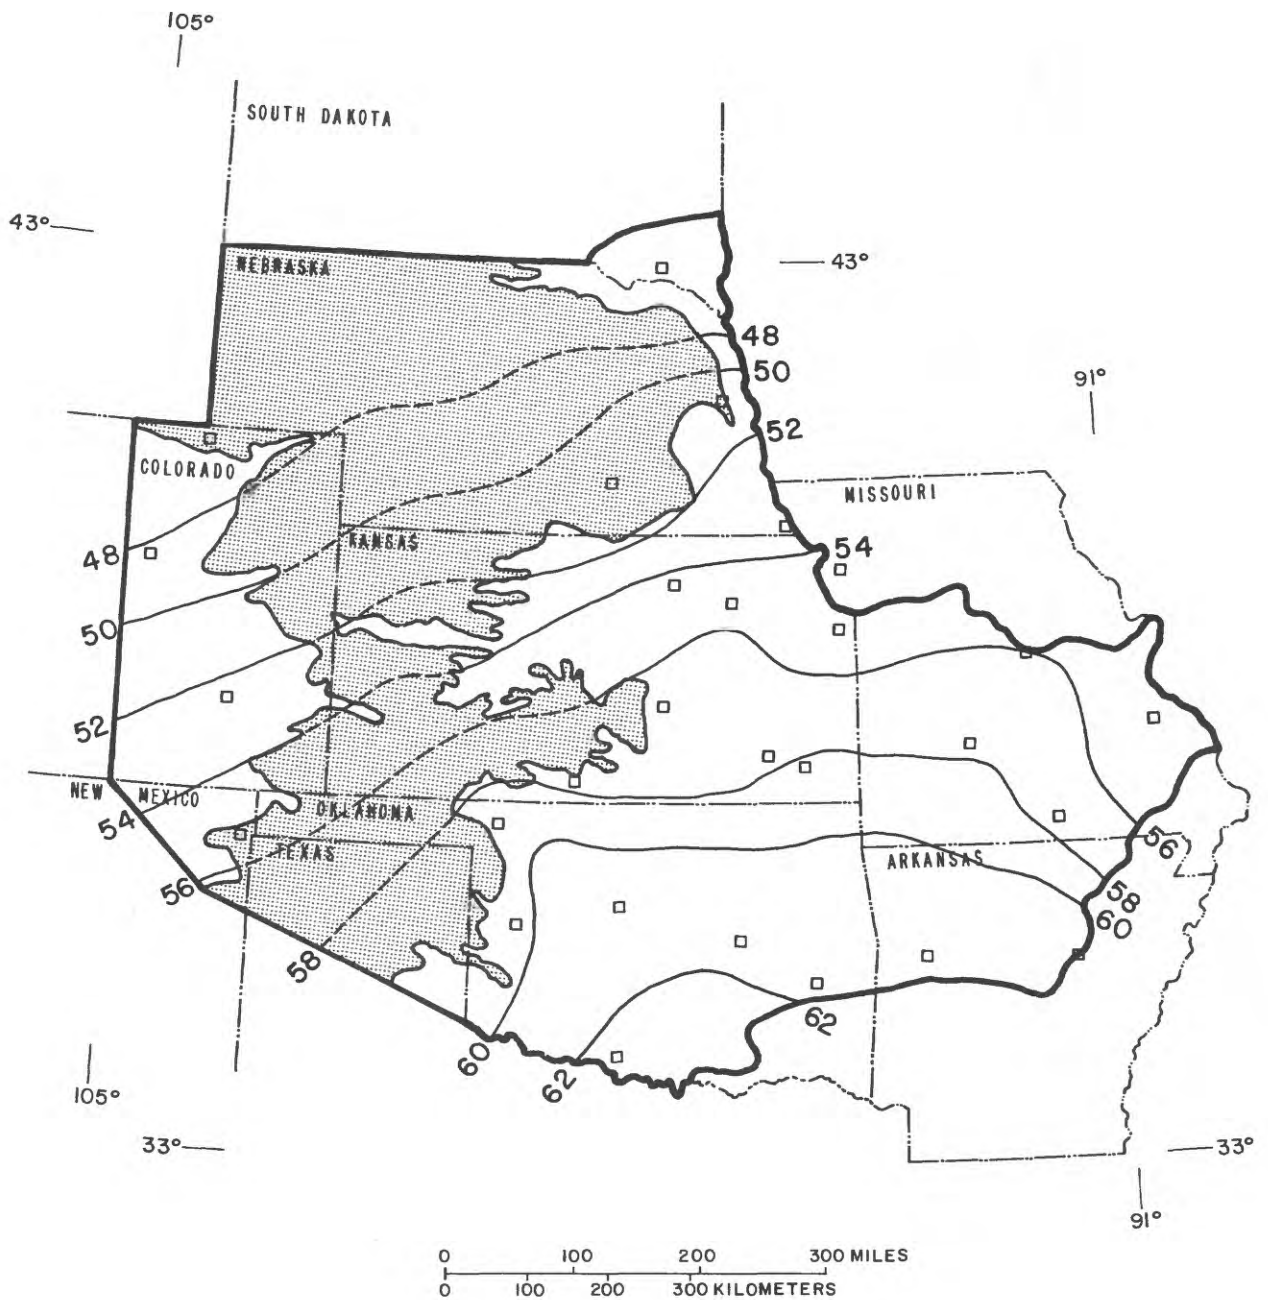 105°
SOUTH DAKOTA
43°
NEBRASKA
43°
48
50
91°
52
COLORADO
MISSOURI
KANSAS
54
48
50
52
NEW MEXICO
54
OKLAHOMA
TEXAS
56
ARKANSAS
56
58
60
58
62
60
62
105°
33°
33°
91°
0 100 200 300 MILES
0 100 200 300 KILOMETERS